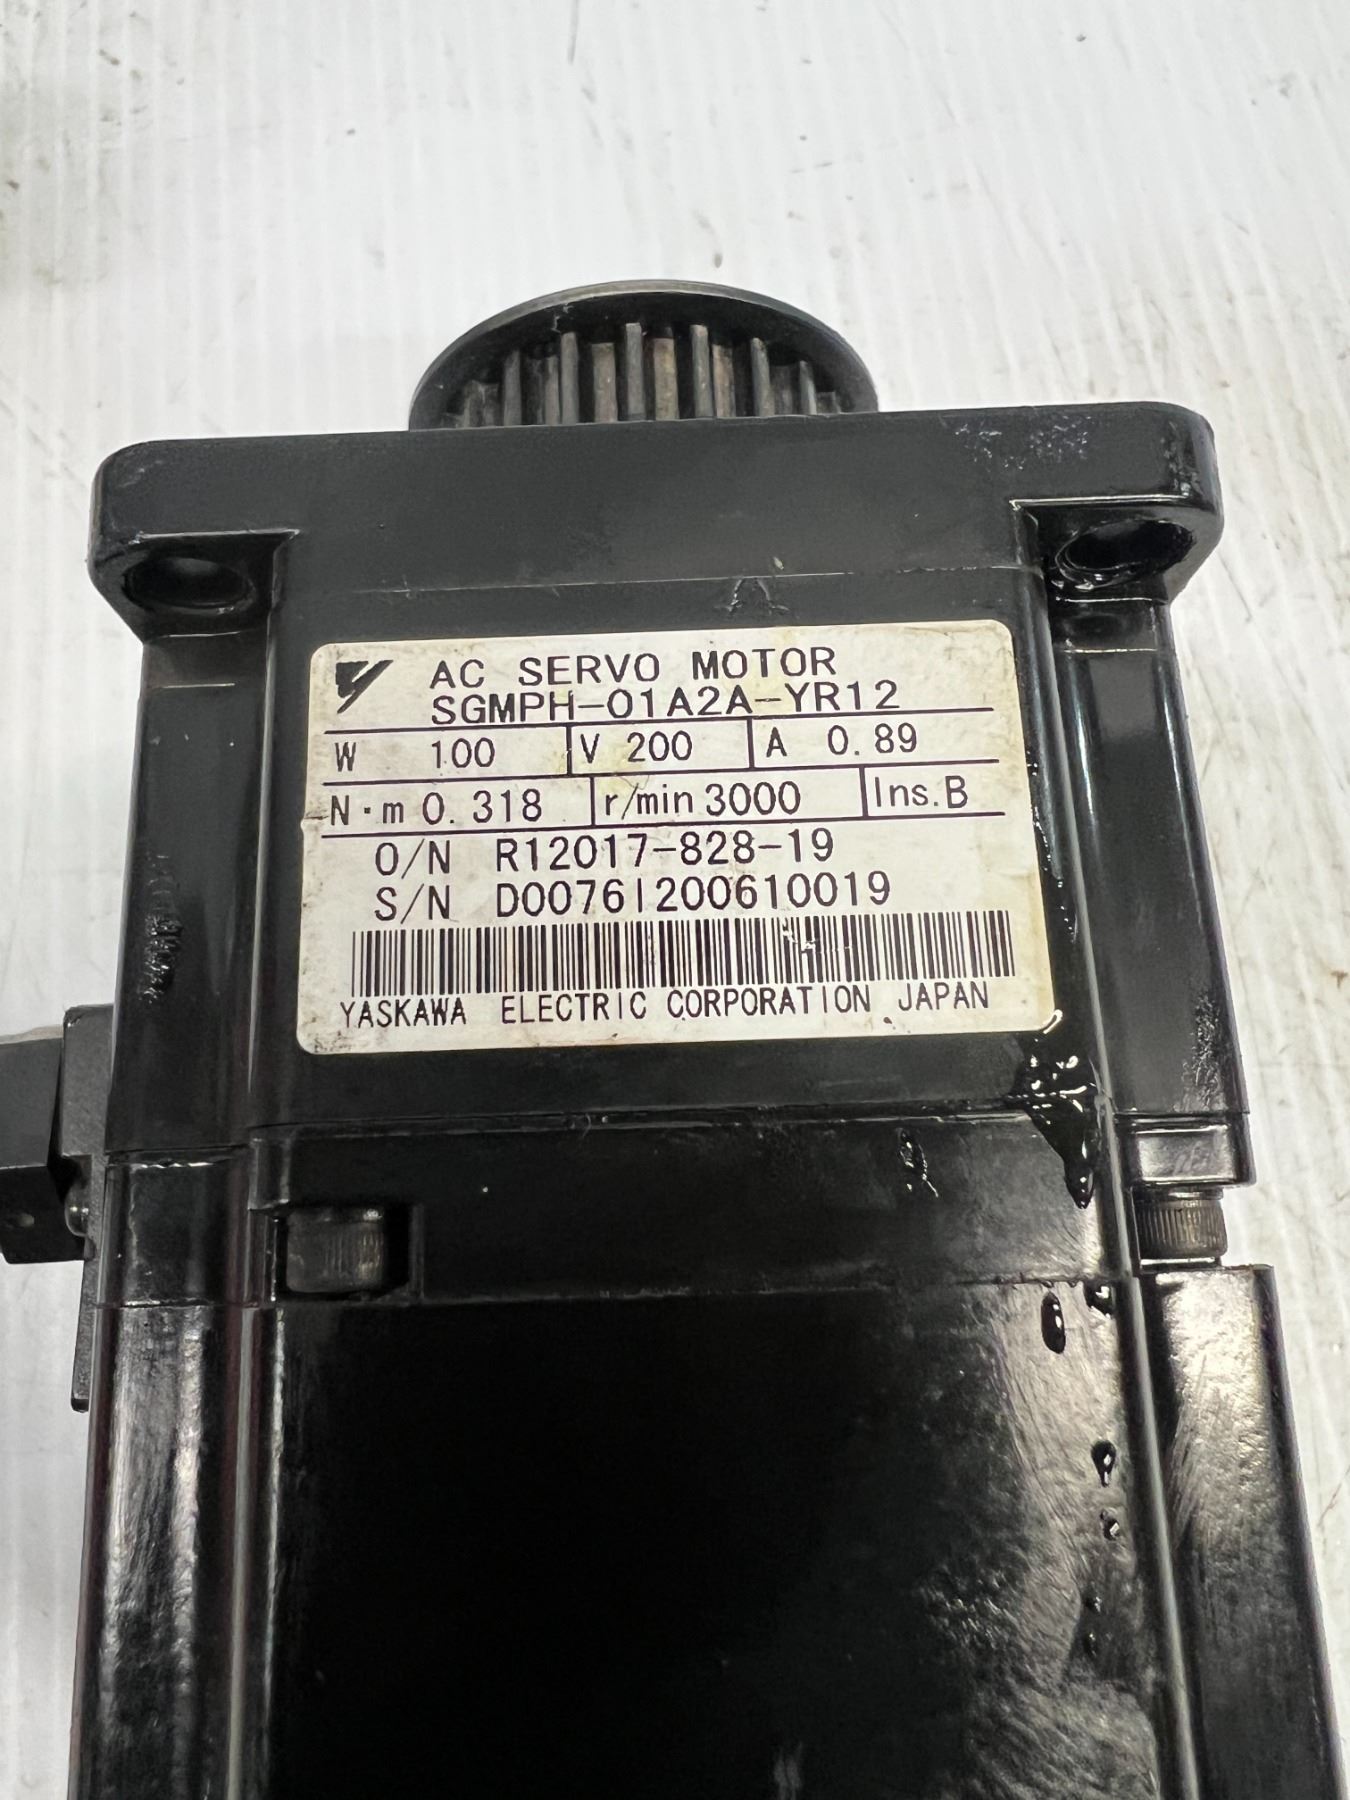 AC SERVO MOTOR
SGMPH-01A2A-YR12
W 100 V 200 A 0.89
N·m 0.318 r/min 3000 Ins.B
O/N R12017-828-19
S/N D0076I200610019
YASKAWA ELECTRIC CORPORATION JAPAN